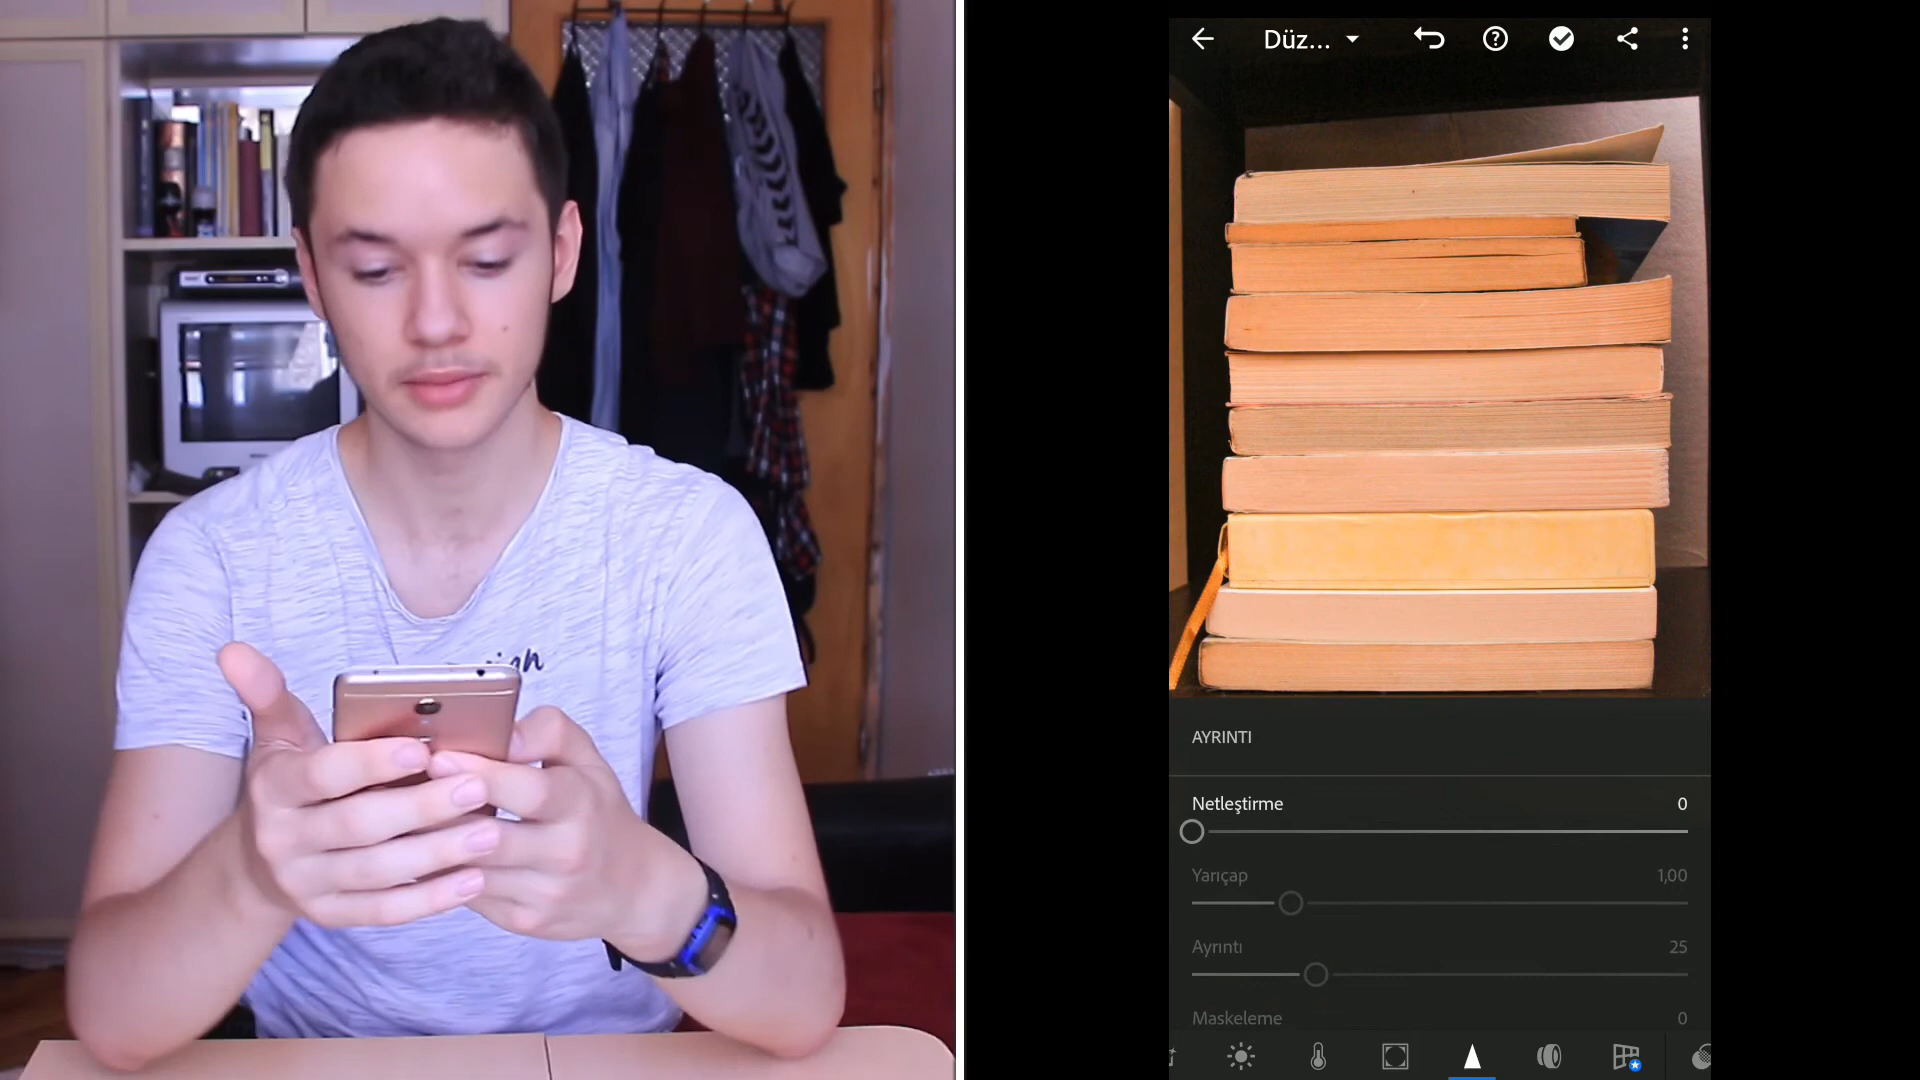 Düz...
AYRINTI
Netleştirme 0
Yarıçap 1,00
Ayrıntı 25
Maskeleme 0